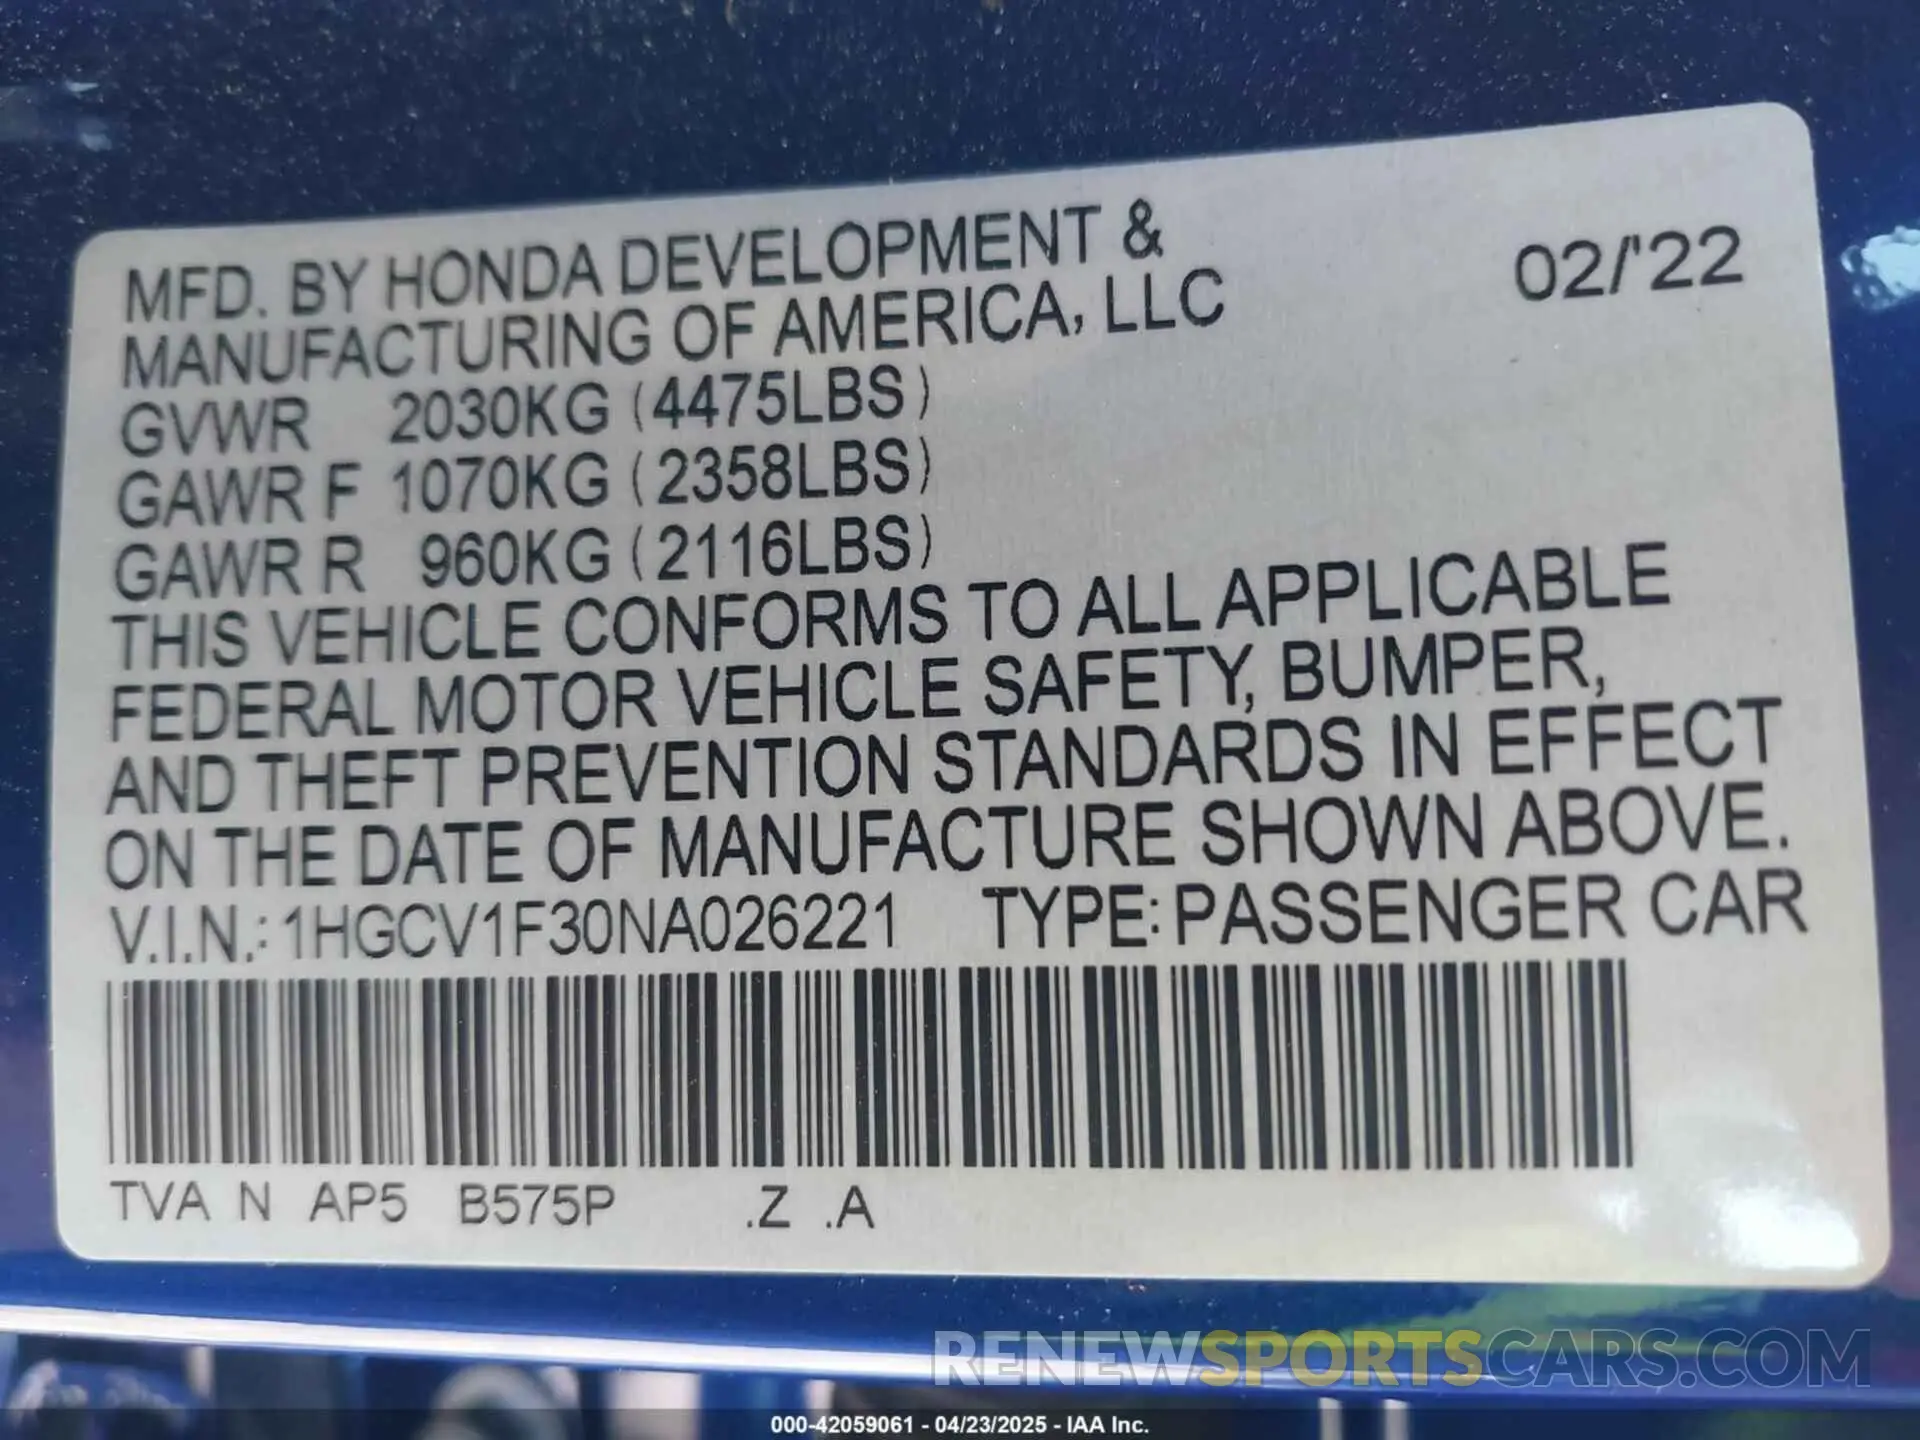 MFD. BY HONDA DEVELOPMENT &
MANUFACTURING OF AMERICA, LLC
02/'22
GVWR 2030KG (4475LBS)
GAWR F 1070KG (2358LBS)
GAWR R 960KG (2116LBS)
THIS VEHICLE CONFORMS TO ALL APPLICABLE
FEDERAL MOTOR VEHICLE SAFETY, BUMPER,
AND THEFT PREVENTION STANDARDS IN EFFECT
ON THE DATE OF MANUFACTURE SHOWN ABOVE.
V.I.N.: 1HGCV1F30NA026221 TYPE: PASSENGER CAR
TVA N AP5 B575P .Z .A
RENEWSPORTSCARS.COM
000-42059061 - 04/23/2025 - IAA Inc.